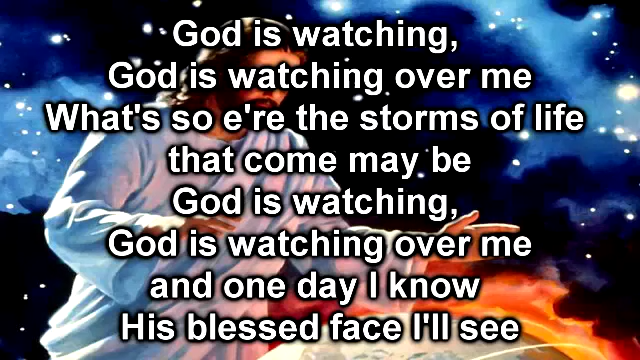 God is watching,
God is watching over me
What's so e're the storms of life
that come may be
God is watching,
God is watching over me
and one day I know
His blessed face I'll see